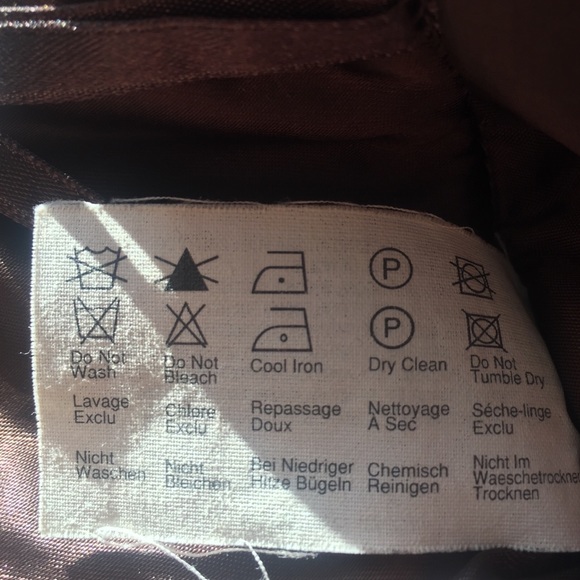 P
P
Do Not Do Not Cool Iron Dry Clean Do Not
Wash Bleach Tumble Dry
Lavage Chlore Repassage Nettoyage Séche-linge
Exclu Exclu Doux A Sec Exclu
Nicht Nicht Bei Niedriger Chemisch Nicht Im
Waschen Bleichen Hitze Bügeln Reinigen Waeschetrockner
Trocknen